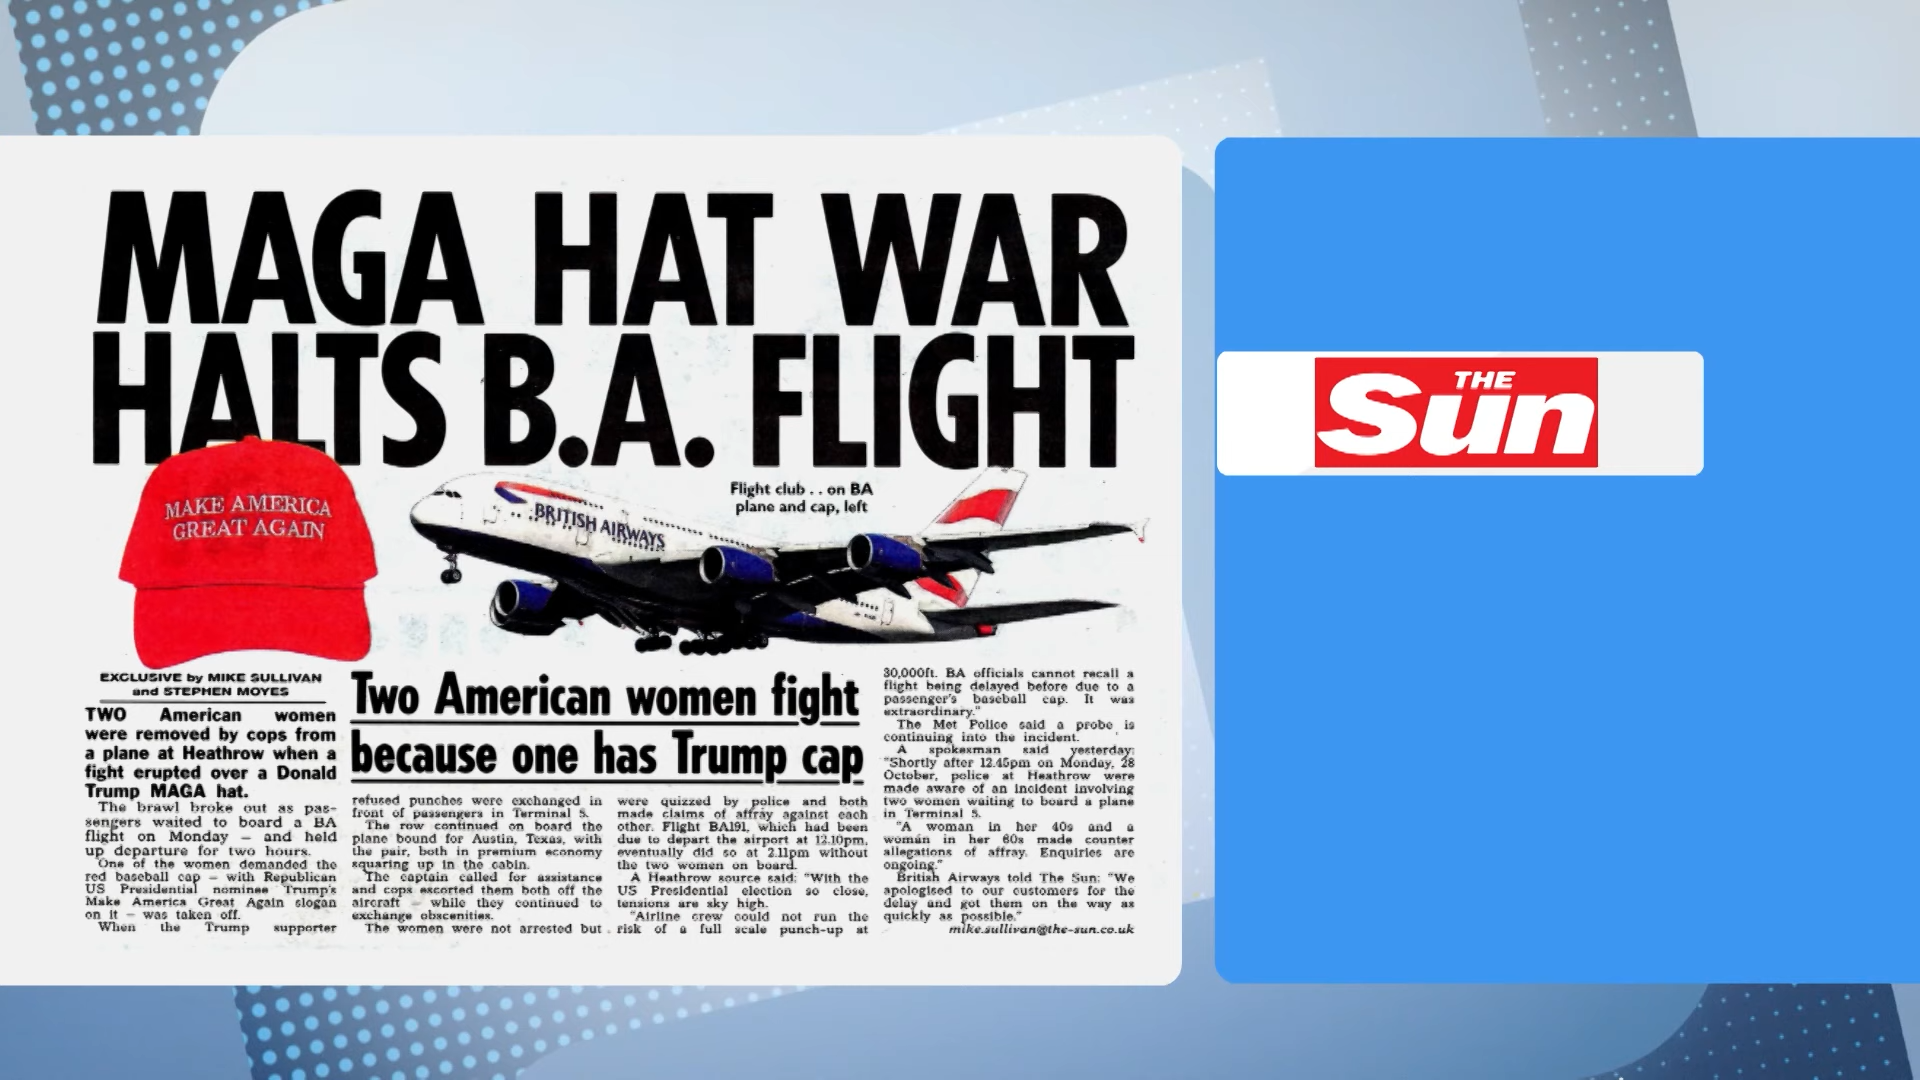 MAGA HAT WAR
HALTS B.A. FLIGHT
MAKE AMERICA
GREAT AGAIN
BRITISH AIRWAYS
Flight club . . on BA
plane and cap, left
EXCLUSIVE by MIKE SULLIVAN
and STEPHEN MOYES
Two American women fight
because one has Trump cap
TWO American women
were removed by cops from
a plane at Heathrow when a
fight erupted over a Donald
Trump MAGA hat.
The brawl broke out as pas-
sengers waited to board a BA
flight on Monday – and held
up departure for two hours.
One of the women demanded the
red baseball cap – with Republican
US Presidential nominee Trump's
Make America Great Again slogan
on it – was taken off.
When the Trump supporter
refused punches were exchanged in
front of passengers in Terminal 5.
The row continued on board the
plane bound for Austin, Texas, with
the pair, both in premium economy
squaring up in the cabin.
The captain called for assistance
and cops escorted them both off the
aircraft – while they continued to
exchange obscenities.
The women were not arrested but
were quizzed by police and both
made claims of affray against each
other. Flight BA191, which had been
due to depart the airport at 12.10pm,
eventually did so at 2.11pm without
the two women on board.
A Heathrow source said: "With the
US Presidential election so close,
tensions are sky high.
"Airline crew could not run the
risk of a full scale punch-up at
30,000ft. BA officials cannot recall a
flight being delayed before due to a
passenger's baseball cap. It was
extraordinary."
The Met Police said a probe is
continuing into the incident.
A spokesman said yesterday:
"Shortly after 12.45pm on Monday, 28
October, police at Heathrow were
made aware of an incident involving
two women waiting to board a plane
in Terminal 5.
"A woman in her 40s and a
woman in her 60s made counter
allegations of affray. Enquiries are
ongoing."
British Airways told The Sun: "We
apologised to our customers for the
delay and got them on the way as
quickly as possible."
mike.sullivan@the-sun.co.uk
THE
Sun